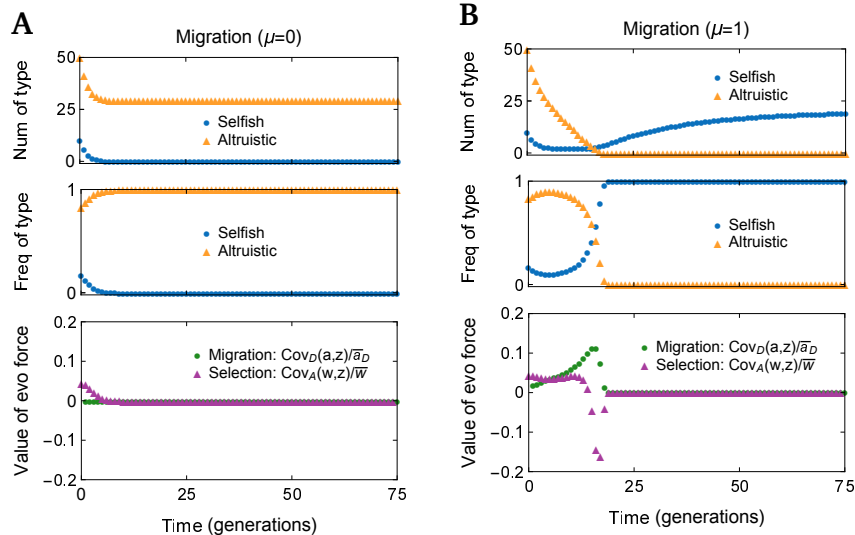 A
Migration (μ=0)
Num of type
50
25
0
Selfish
Altruistic
Freq of type
1
0
Selfish
Altruistic
Value of evo force
0.2
0.1
0
−0.1
−0.2
Migration: Cov_D(a,z)/a̅_D
Selection: Cov_A(w,z)/w̅
0
25
50
75
Time (generations)
B
Migration (μ=1)
Num of type
50
25
0
Selfish
Altruistic
Freq of type
1
0
Selfish
Altruistic
Value of evo force
0.2
0.1
0
−0.1
−0.2
Migration: Cov_D(a,z)/a̅_D
Selection: Cov_A(w,z)/w̅
0
25
50
75
Time (generations)